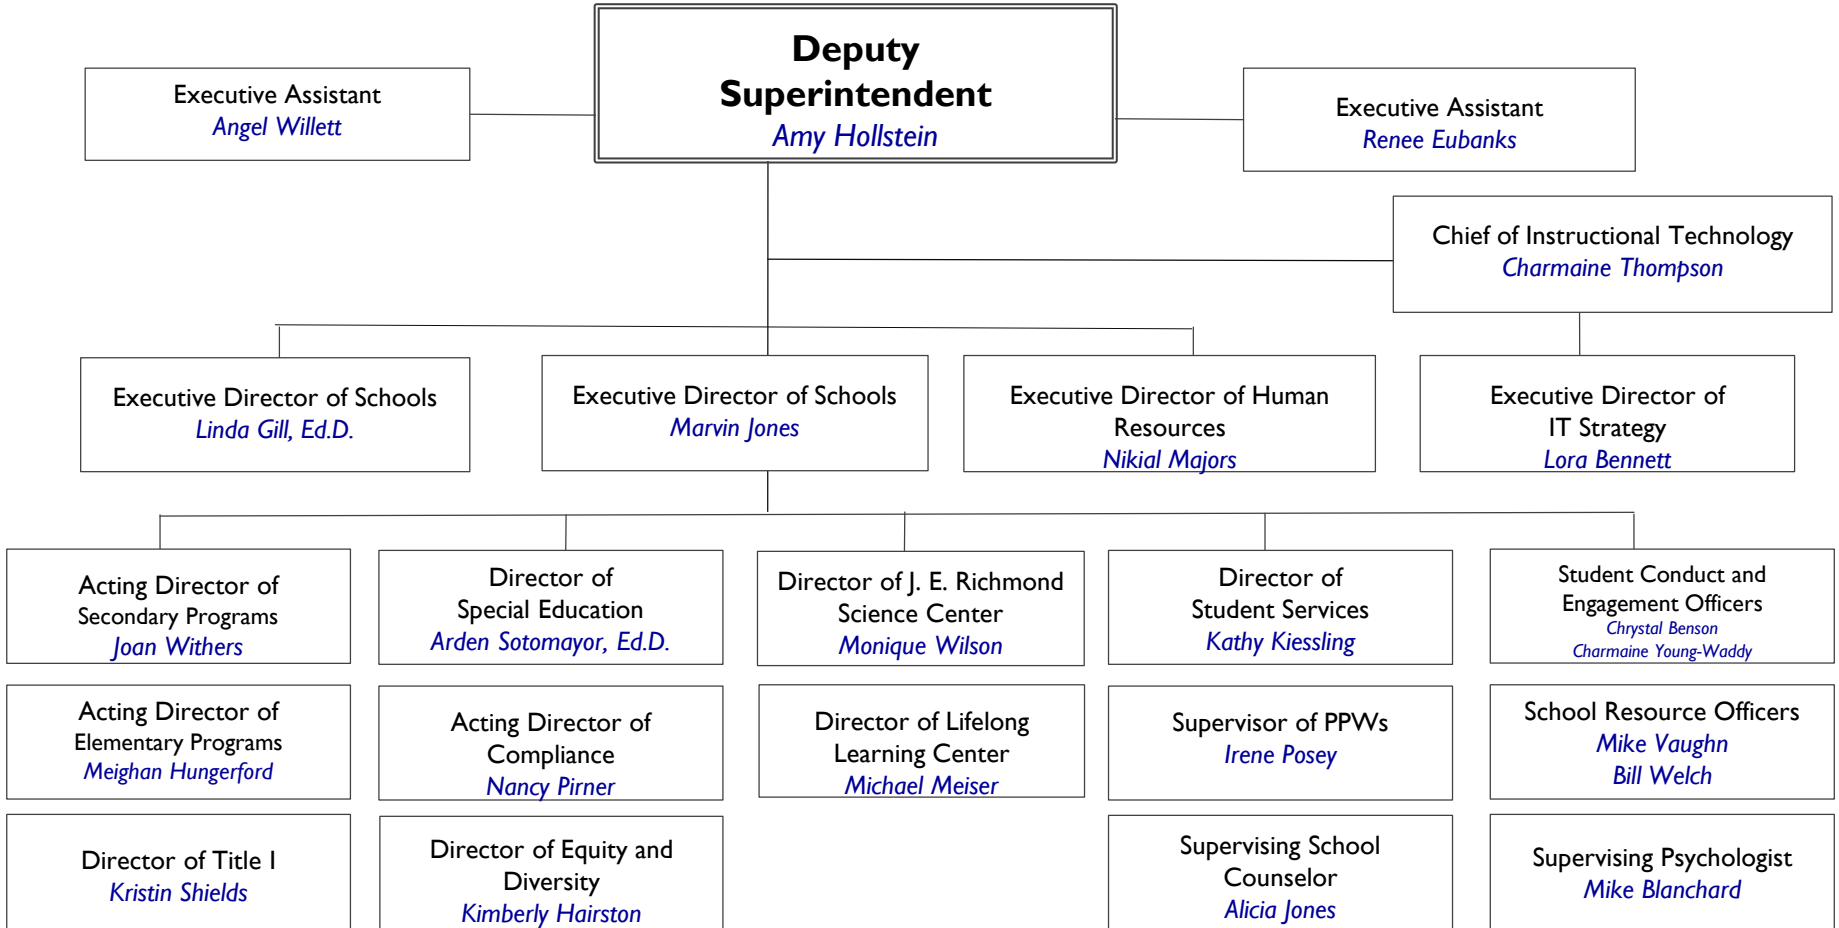 Deputy
Superintendent
Amy Hollstein
Executive Assistant
Angel Willett
Executive Assistant
Renee Eubanks
Chief of Instructional Technology
Charmaine Thompson
Executive Director of Schools
Linda Gill, Ed.D.
Executive Director of Schools
Marvin Jones
Executive Director of Human
Resources
Nikial Majors
Executive Director of
IT Strategy
Lora Bennett
Acting Director of
Secondary Programs
Joan Withers
Director of
Special Education
Arden Sotomayor, Ed.D.
Director of J. E. Richmond
Science Center
Monique Wilson
Director of
Student Services
Kathy Kiessling
Student Conduct and
Engagement Officers
Chrystal Benson
Charmaine Young-Waddy
Acting Director of
Elementary Programs
Meighan Hungerford
Acting Director of
Compliance
Nancy Pirner
Director of Lifelong
Learning Center
Michael Meiser
Supervisor of PPWs
Irene Posey
School Resource Officers
Mike Vaughn
Bill Welch
Director of Title I
Kristin Shields
Director of Equity and
Diversity
Kimberly Hairston
Supervising School
Counselor
Alicia Jones
Supervising Psychologist
Mike Blanchard